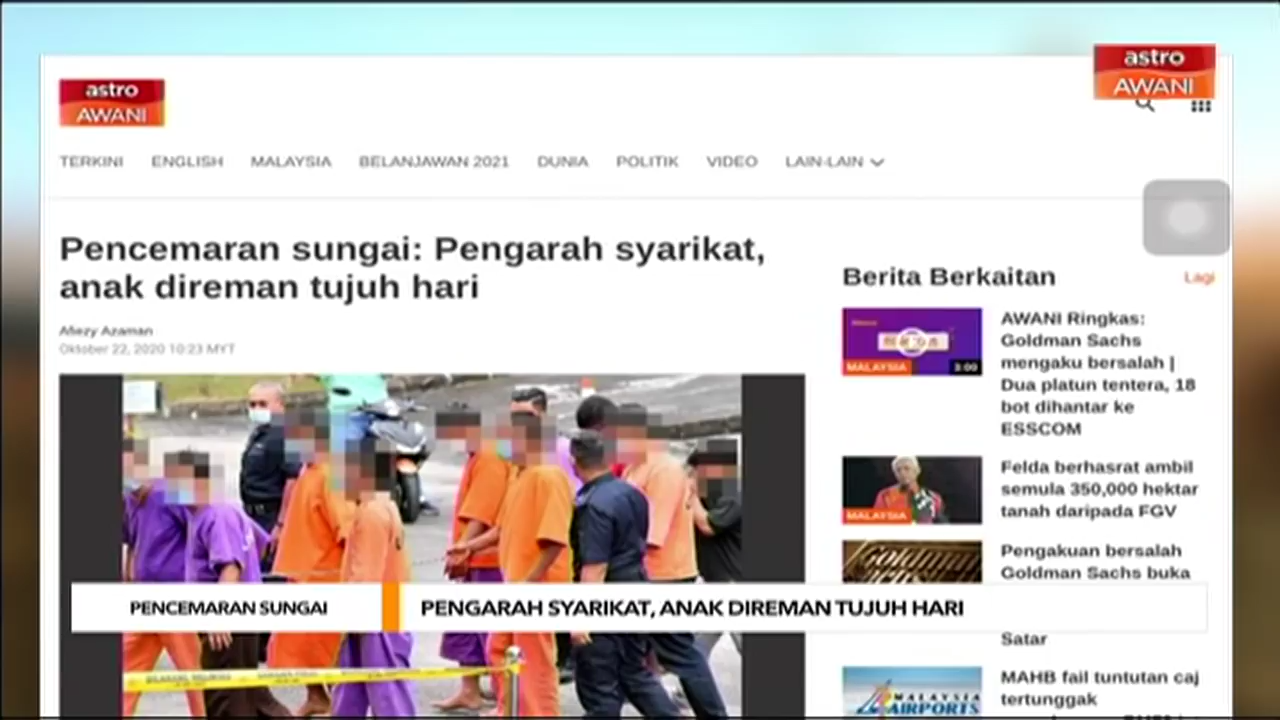 astro
AWANI
astro
AWANI
TERKINI ENGLISH MALAYSIA BELANJAWAN 2021 DUNIA POLITIK VIDEO LAIN-LAIN
Pencemaran sungai: Pengarah syarikat,
anak direman tujuh hari
Afiezy Azaman
Oktober 22, 2020 10:23 MYT
Berita Berkaitan
Lagi
MALAYSIA
3:00
AWANI Ringkas:
Goldman Sachs
mengaku bersalah |
Dua platun tentera, 18
bot dihantar ke
ESSCOM
MALAYSIA
Felda berhasrat ambil
semula 350,000 hektar
tanah daripada FGV
Pengakuan bersalah
Goldman Sachs buka
PENCEMARAN SUNGAI
PENGARAH SYARIKAT, ANAK DIREMAN TUJUH HARI
Satar
MALAYSIA
AIRPORTS
MAHB fail tuntutan caj
tertunggak